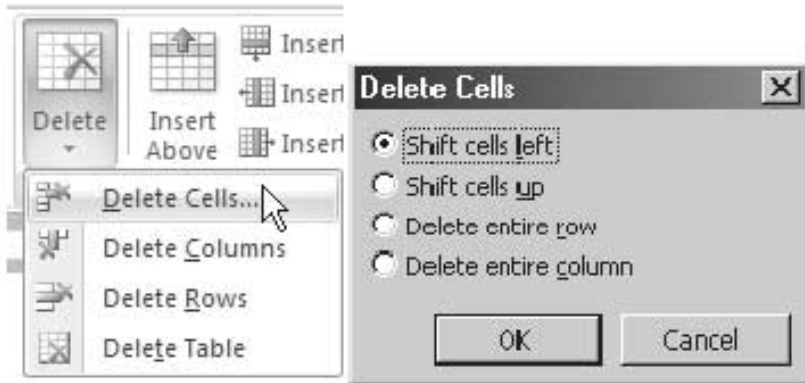 Delete
Insert
Above
Insert
Insert
Insert
Delete Cells...
Delete Columns
Delete Rows
Delete Table
Delete Cells
Shift cells left
Shift cells up
Delete entire row
Delete entire column
OK
Cancel